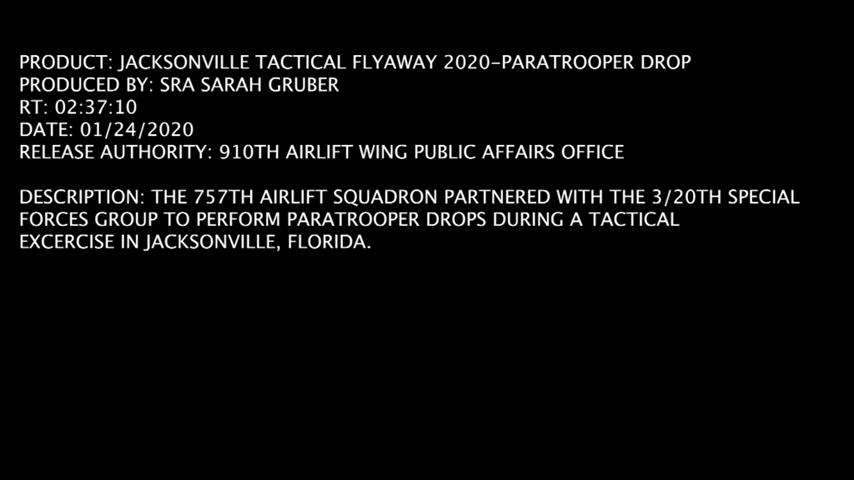 PRODUCT: JACKSONVILLE TACTICAL FLYAWAY 2020-PARATROOPER DROP
PRODUCED BY: SRA SARAH GRUBER
RT: 02:37:10
DATE: 01/24/2020
RELEASE AUTHORITY: 910TH AIRLIFT WING PUBLIC AFFAIRS OFFICE
DESCRIPTION: THE 757TH AIRLIFT SQUADRON PARTNERED WITH THE 3/20TH SPECIAL
FORCES GROUP TO PERFORM PARATROOPER DROPS DURING A TACTICAL
EXCERCISE IN JACKSONVILLE, FLORIDA.